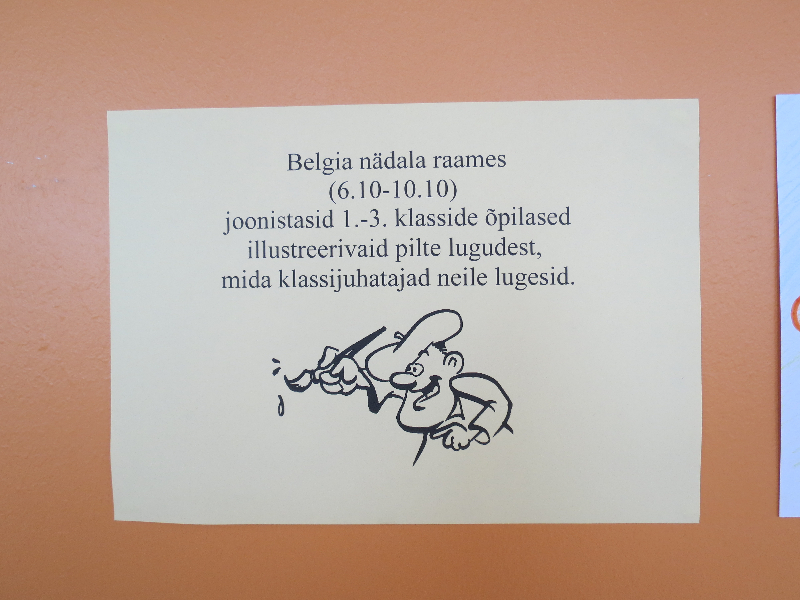 Belgia nädala raames
(6.10-10.10)
joonistasid 1.-3. klasside õpilased
illustreerivaid pilte lugudest,
mida klassijuhatajad neile lugesid.